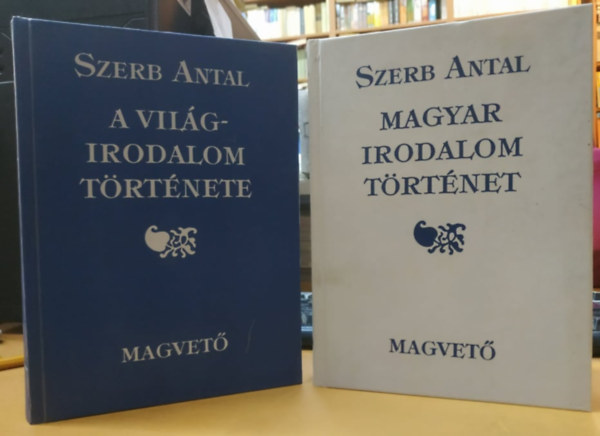 SZERB ANTAL
A VILÁG-
IRODALOM
TÖRTÉNETE
MAGVETŐ
SZERB ANTAL
MAGYAR
IRODALOM
TÖRTÉNET
MAGVETŐ